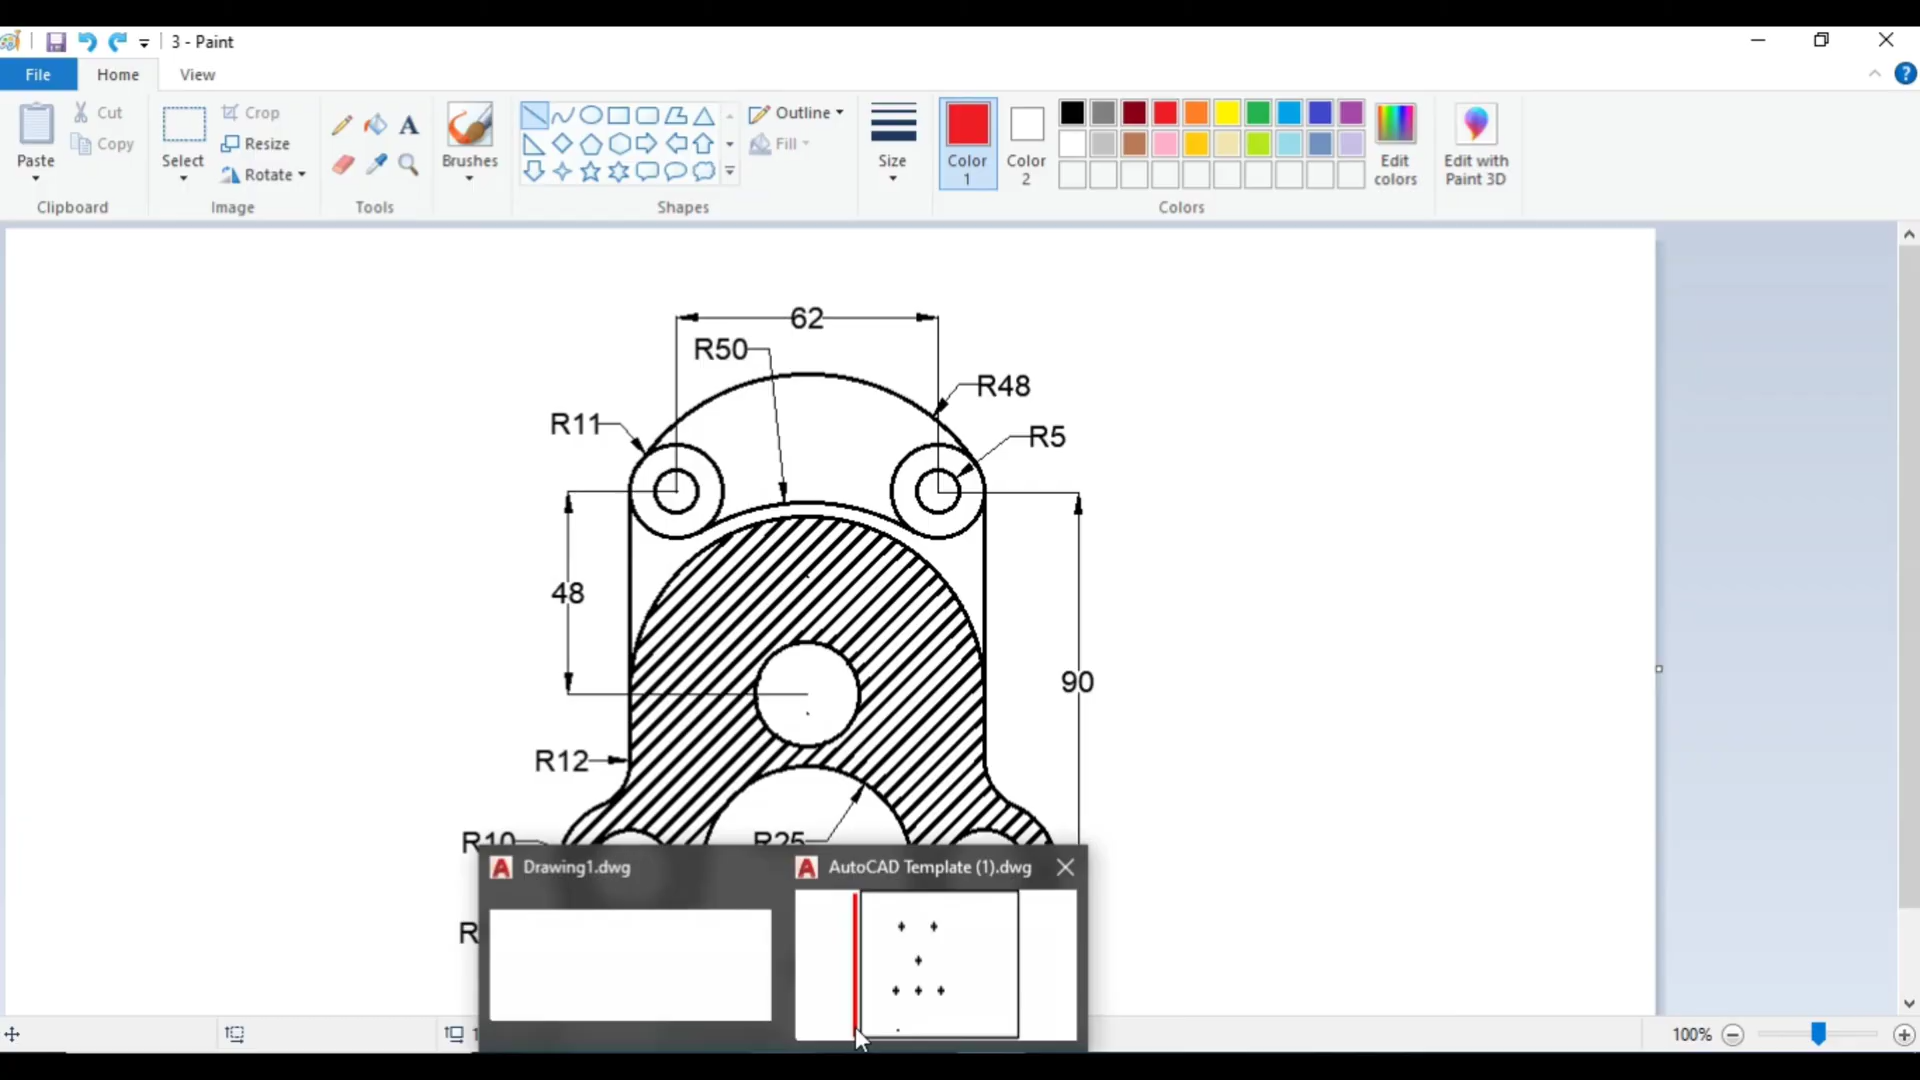 3 - Paint
File Home View
Paste
Cut
Copy
Clipboard
Select
Crop
Resize
Rotate
Image
Tools
Brushes
Shapes
Outline
Fill
Size
Color 1
Color 2
Colors
Edit colors
Edit with Paint 3D
62
R50
R48
R11
R5
48
90
R12
R10
R25
R
Drawing1.dwg
AutoCAD Template (1).dwg
100%